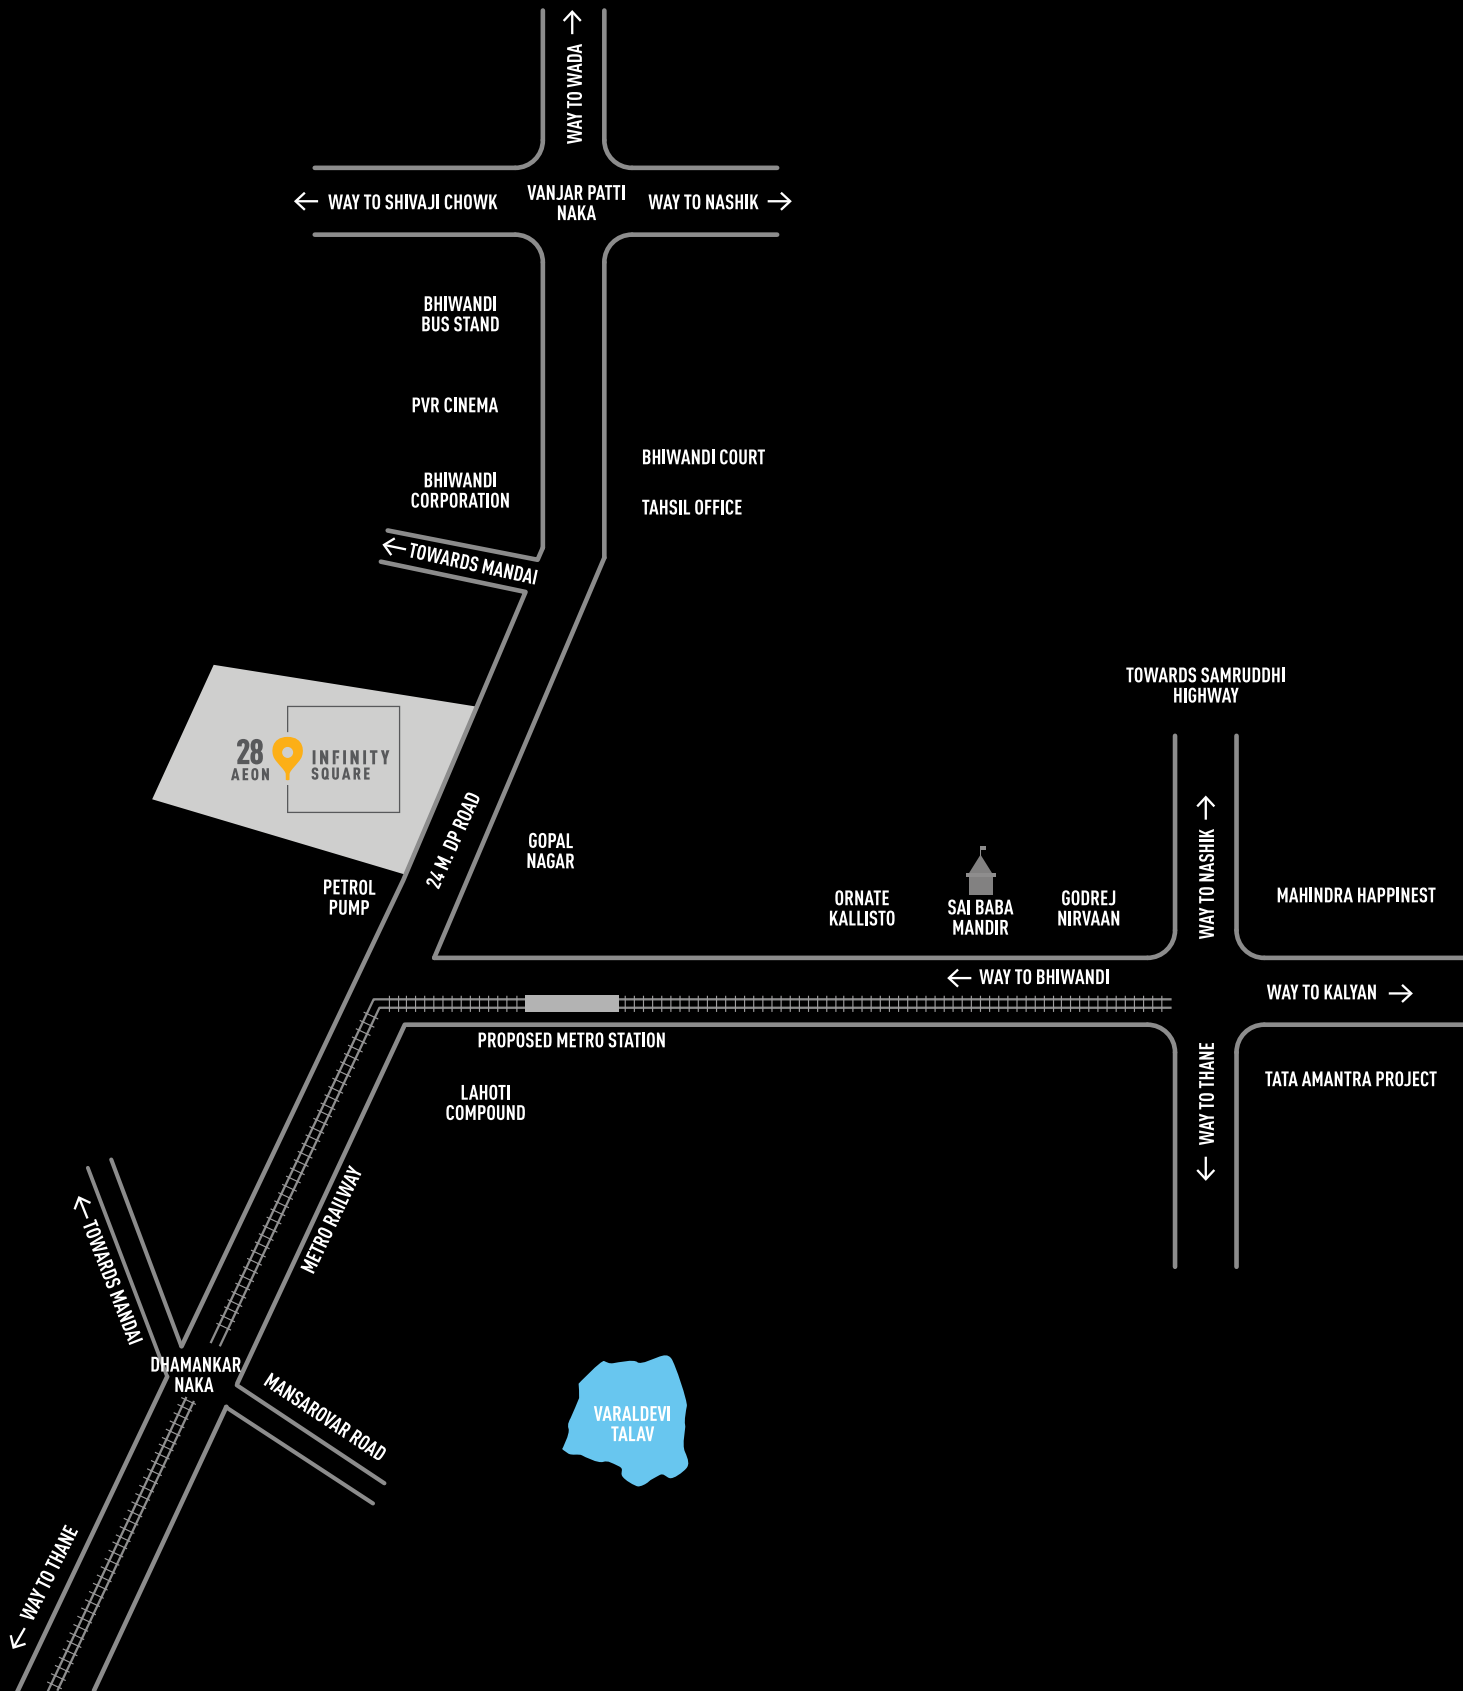 WAY TO WADA
WAY TO SHIVAJI CHOWK
VANJAR PATTI
NAKA
WAY TO NASHIK
BHIWANDI
BUS STAND
PVR CINEMA
BHIWANDI COURT
BHIWANDI
CORPORATION
TAHSIL OFFICE
TOWARDS MANDAI
TOWARDS SAMRUDDHI
HIGHWAY
28
AEON
INFINITY
SQUARE
24 M. DP ROAD
GOPAL
NAGAR
PETROL
PUMP
ORNATE
KALLISTO
SAI BABA
MANDIR
GODREJ
NIRVAAN
WAY TO NASHIK
MAHINDRA HAPPINEST
WAY TO BHIWANDI
WAY TO KALYAN
PROPOSED METRO STATION
WAY TO THANE
TATA AMANTRA PROJECT
LAHOTI
COMPOUND
METRO RAILWAY
TOWARDS MANDAI
DHAMANKAR
NAKA
MANSAROVAR ROAD
VARALDEVI
TALAV
WAY TO THANE